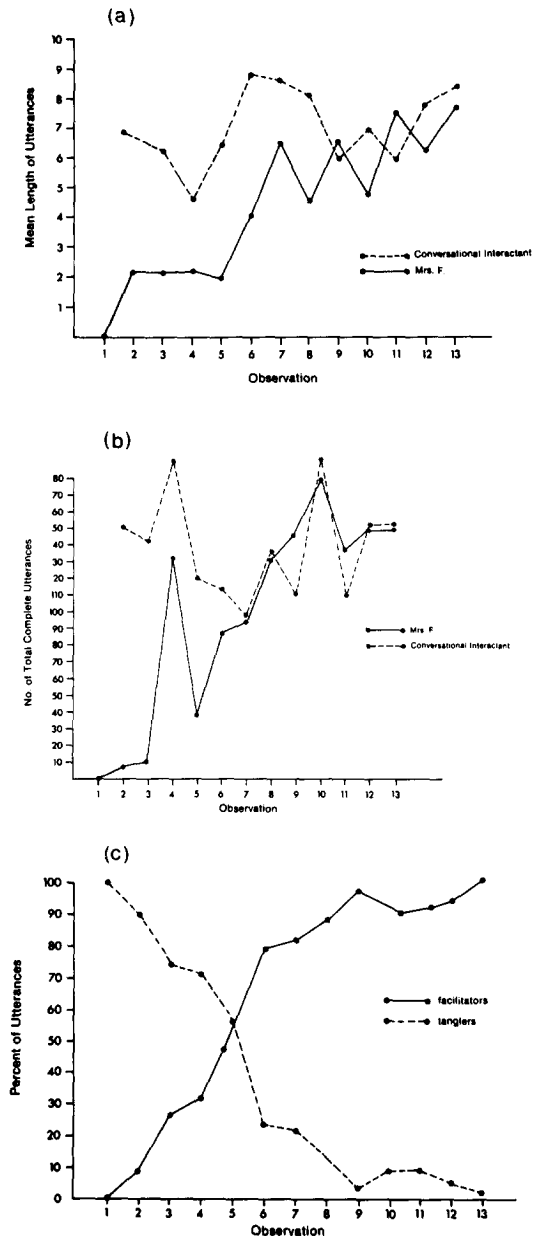 (a)
Mean Length of Utterances
10
9
8
7
6
5
4
3
2
1
Conversational Interactant
Mrs. F.
1 2 3 4 5 6 7 8 9 10 11 12 13
Observation
(b)
No. of Total Complete Utterances
80
70
60
50
40
30
20
10
100
90
80
70
60
50
40
30
20
10
Mrs. F.
Conversational Interactant
1 2 3 4 5 6 7 8 9 10 11 12 13
Observation
(c)
Percent of Utterances
100
90
80
70
60
50
40
30
20
10
0
facilitators
tanglers
1 2 3 4 5 6 7 8 9 10 11 12 13
Observation